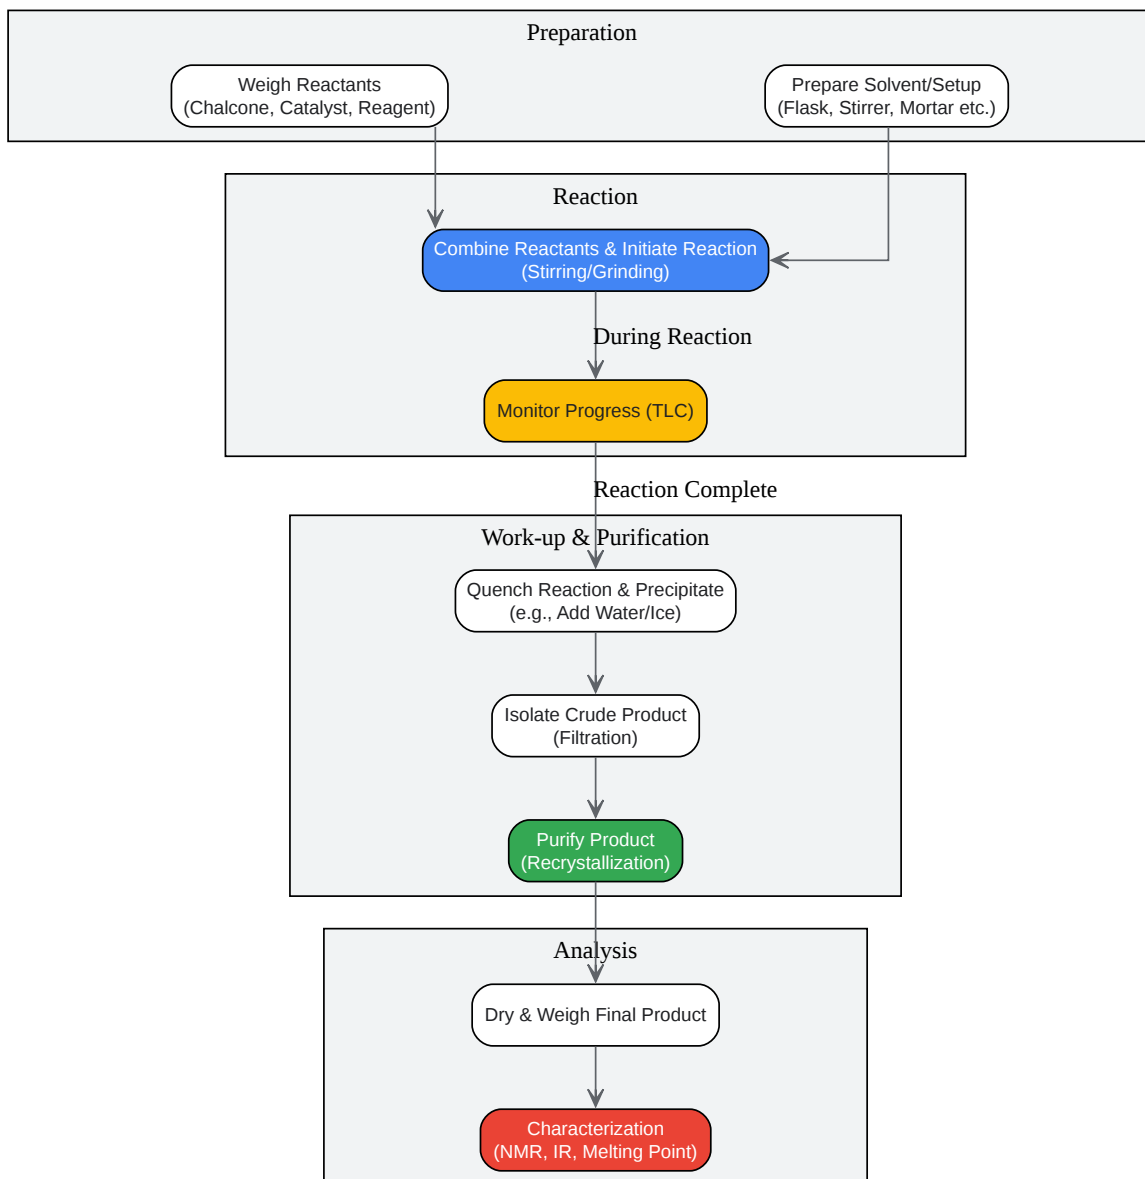 Preparation
Weigh Reactants
(Chalcone, Catalyst, Reagent)
Prepare Solvent/Setup
(Flask, Stirrer, Mortar etc.)
Reaction
Combine Reactants & Initiate Reaction
(Stirring/Grinding)
During Reaction
Monitor Progress (TLC)
Reaction Complete
Work-up & Purification
Quench Reaction & Precipitate
(e.g., Add Water/Ice)
Isolate Crude Product
(Filtration)
Purify Product
(Recrystallization)
Analysis
Dry & Weigh Final Product
Characterization
(NMR, IR, Melting Point)